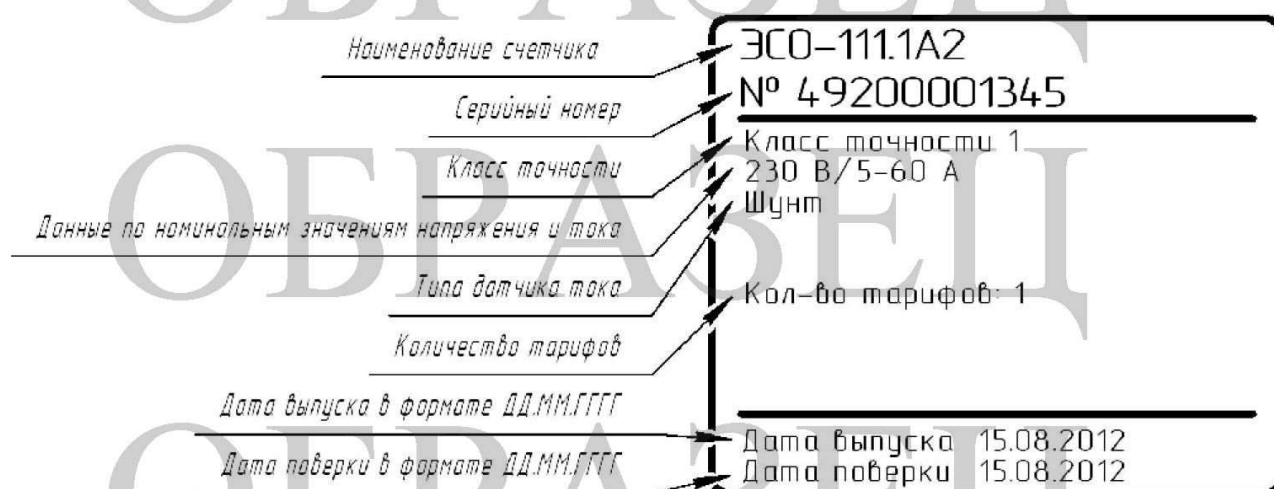 ОБРАЗЕЦ
Наименование счетчика
ЭСО-111.1А2
Серийный номер
№ 49200001345
Класс точности
Класс точности 1
Данные по номинальным значениям напряжения и тока
230 В/5-60 А
Типа датчика тока
Шунт
ОБРАЗЕЦ
Количество тарифов
Кол-во тарифов: 1
Дата выпуска в формате ДД.ММ.ГГГГ
Дата выпуска 15.08.2012
Дата поверки в формате ДД.ММ.ГГГГ
Дата поверки 15.08.2012
ОБРАЗЕЦ